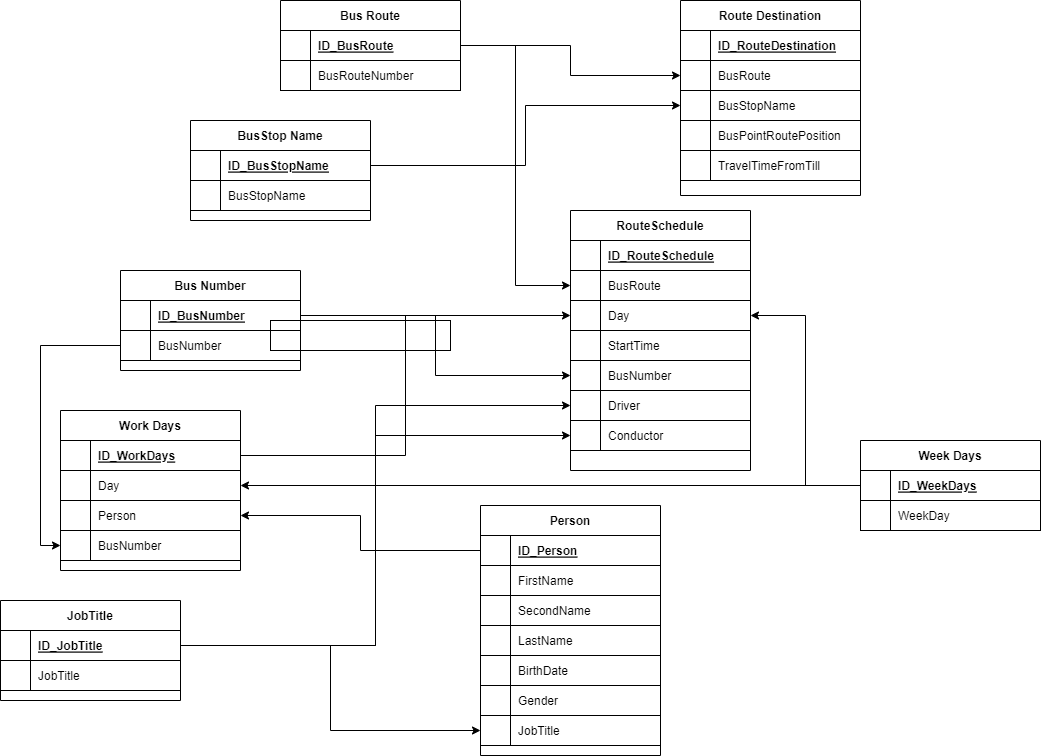 Bus Route
ID_BusRoute
BusRouteNumber
Route Destination
ID_RouteDestination
BusRoute
BusStopName
BusPointRoutePosition
TravelTimeFromTill
BusStop Name
ID_BusStopName
BusStopName
RouteSchedule
ID_RouteSchedule
BusRoute
Day
StartTime
BusNumber
Driver
Conductor
Bus Number
ID_BusNumber
BusNumber
Work Days
ID_WorkDays
Day
Person
BusNumber
Week Days
ID_WeekDays
WeekDay
Person
ID_Person
FirstName
SecondName
LastName
BirthDate
Gender
JobTitle
JobTitle
ID_JobTitle
JobTitle